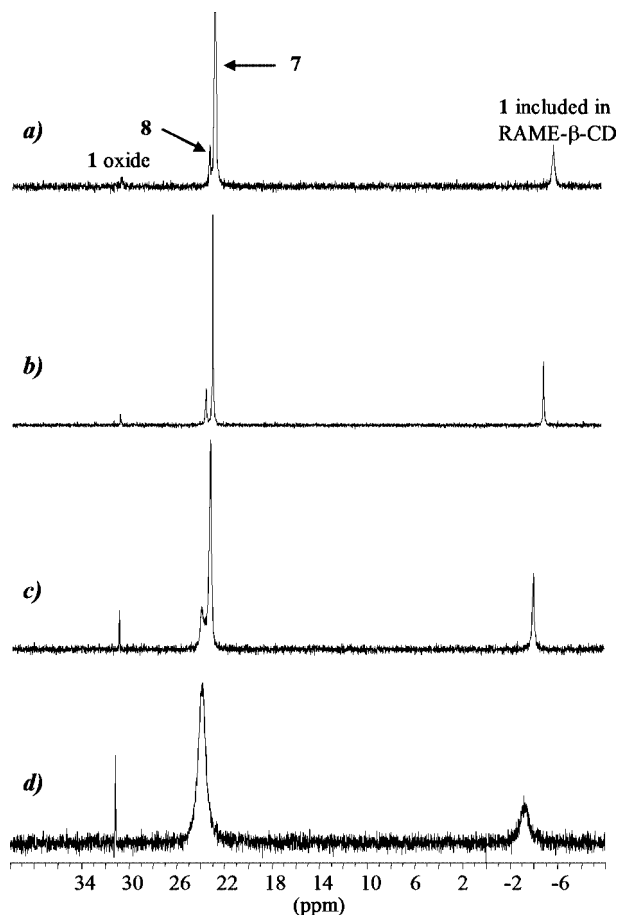 7
8
a)
1 oxide
1 included in
RAME-β-CD
b)
c)
d)
34 30 26 22 18 14 10 6 2 -2 -6
(ppm)